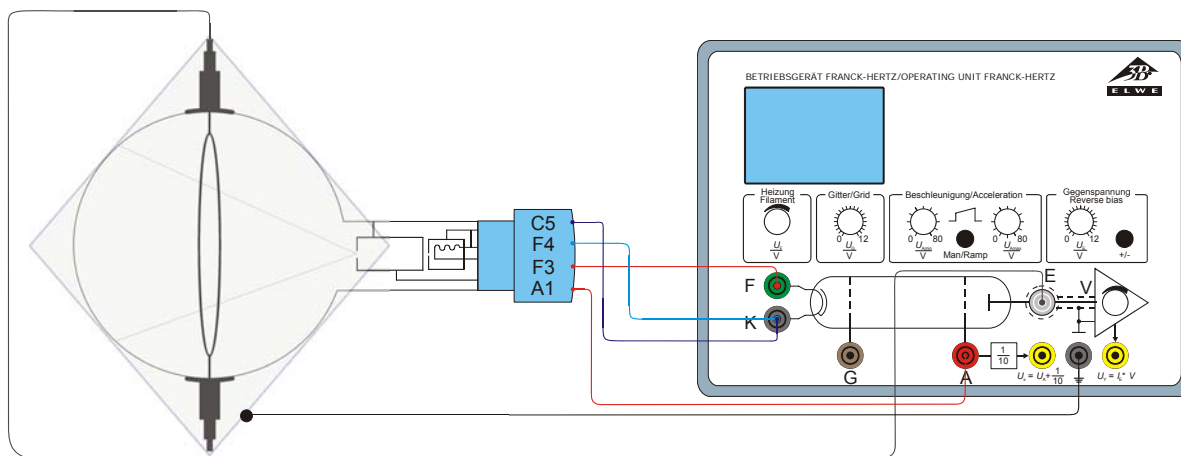 BETRIEBSGERÄT FRANCK-HERTZ/OPERATING UNIT FRANCK-HERTZ
3B
ELWE
Heizung
Filament
Gitter/Grid
Beschleunigung/Acceleration
Gegenspannung
Reverse bias
0 12
0 80
0 80
0 12
V
V
V
Man/Ramp
V
V
+/-
C5
F4
F3
A1
F
K
E
V
G
A
1
10